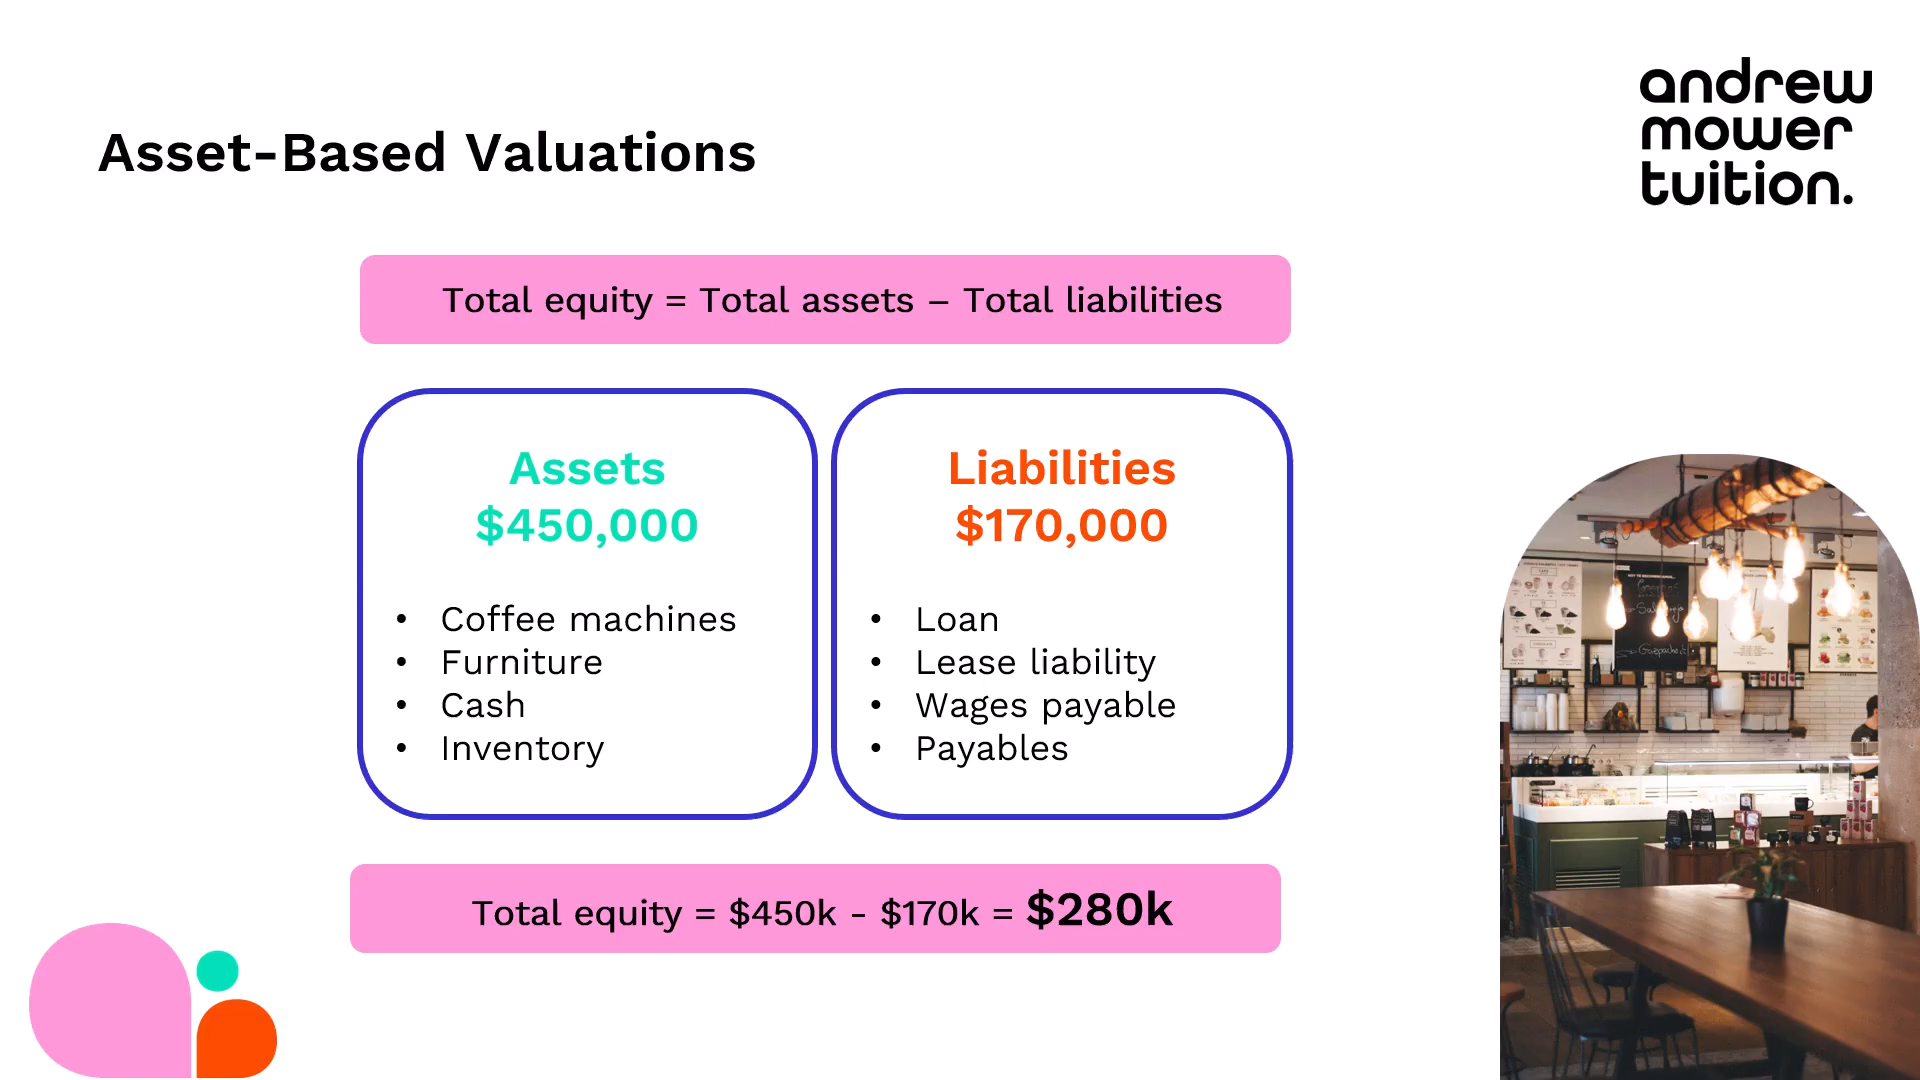 andrew
mower
tuition.
Asset-Based Valuations
Total equity = Total assets – Total liabilities
Assets
$450,000
• Coffee machines
• Furniture
• Cash
• Inventory
Liabilities
$170,000
• Loan
• Lease liability
• Wages payable
• Payables
Total equity = $450k - $170k = $280k